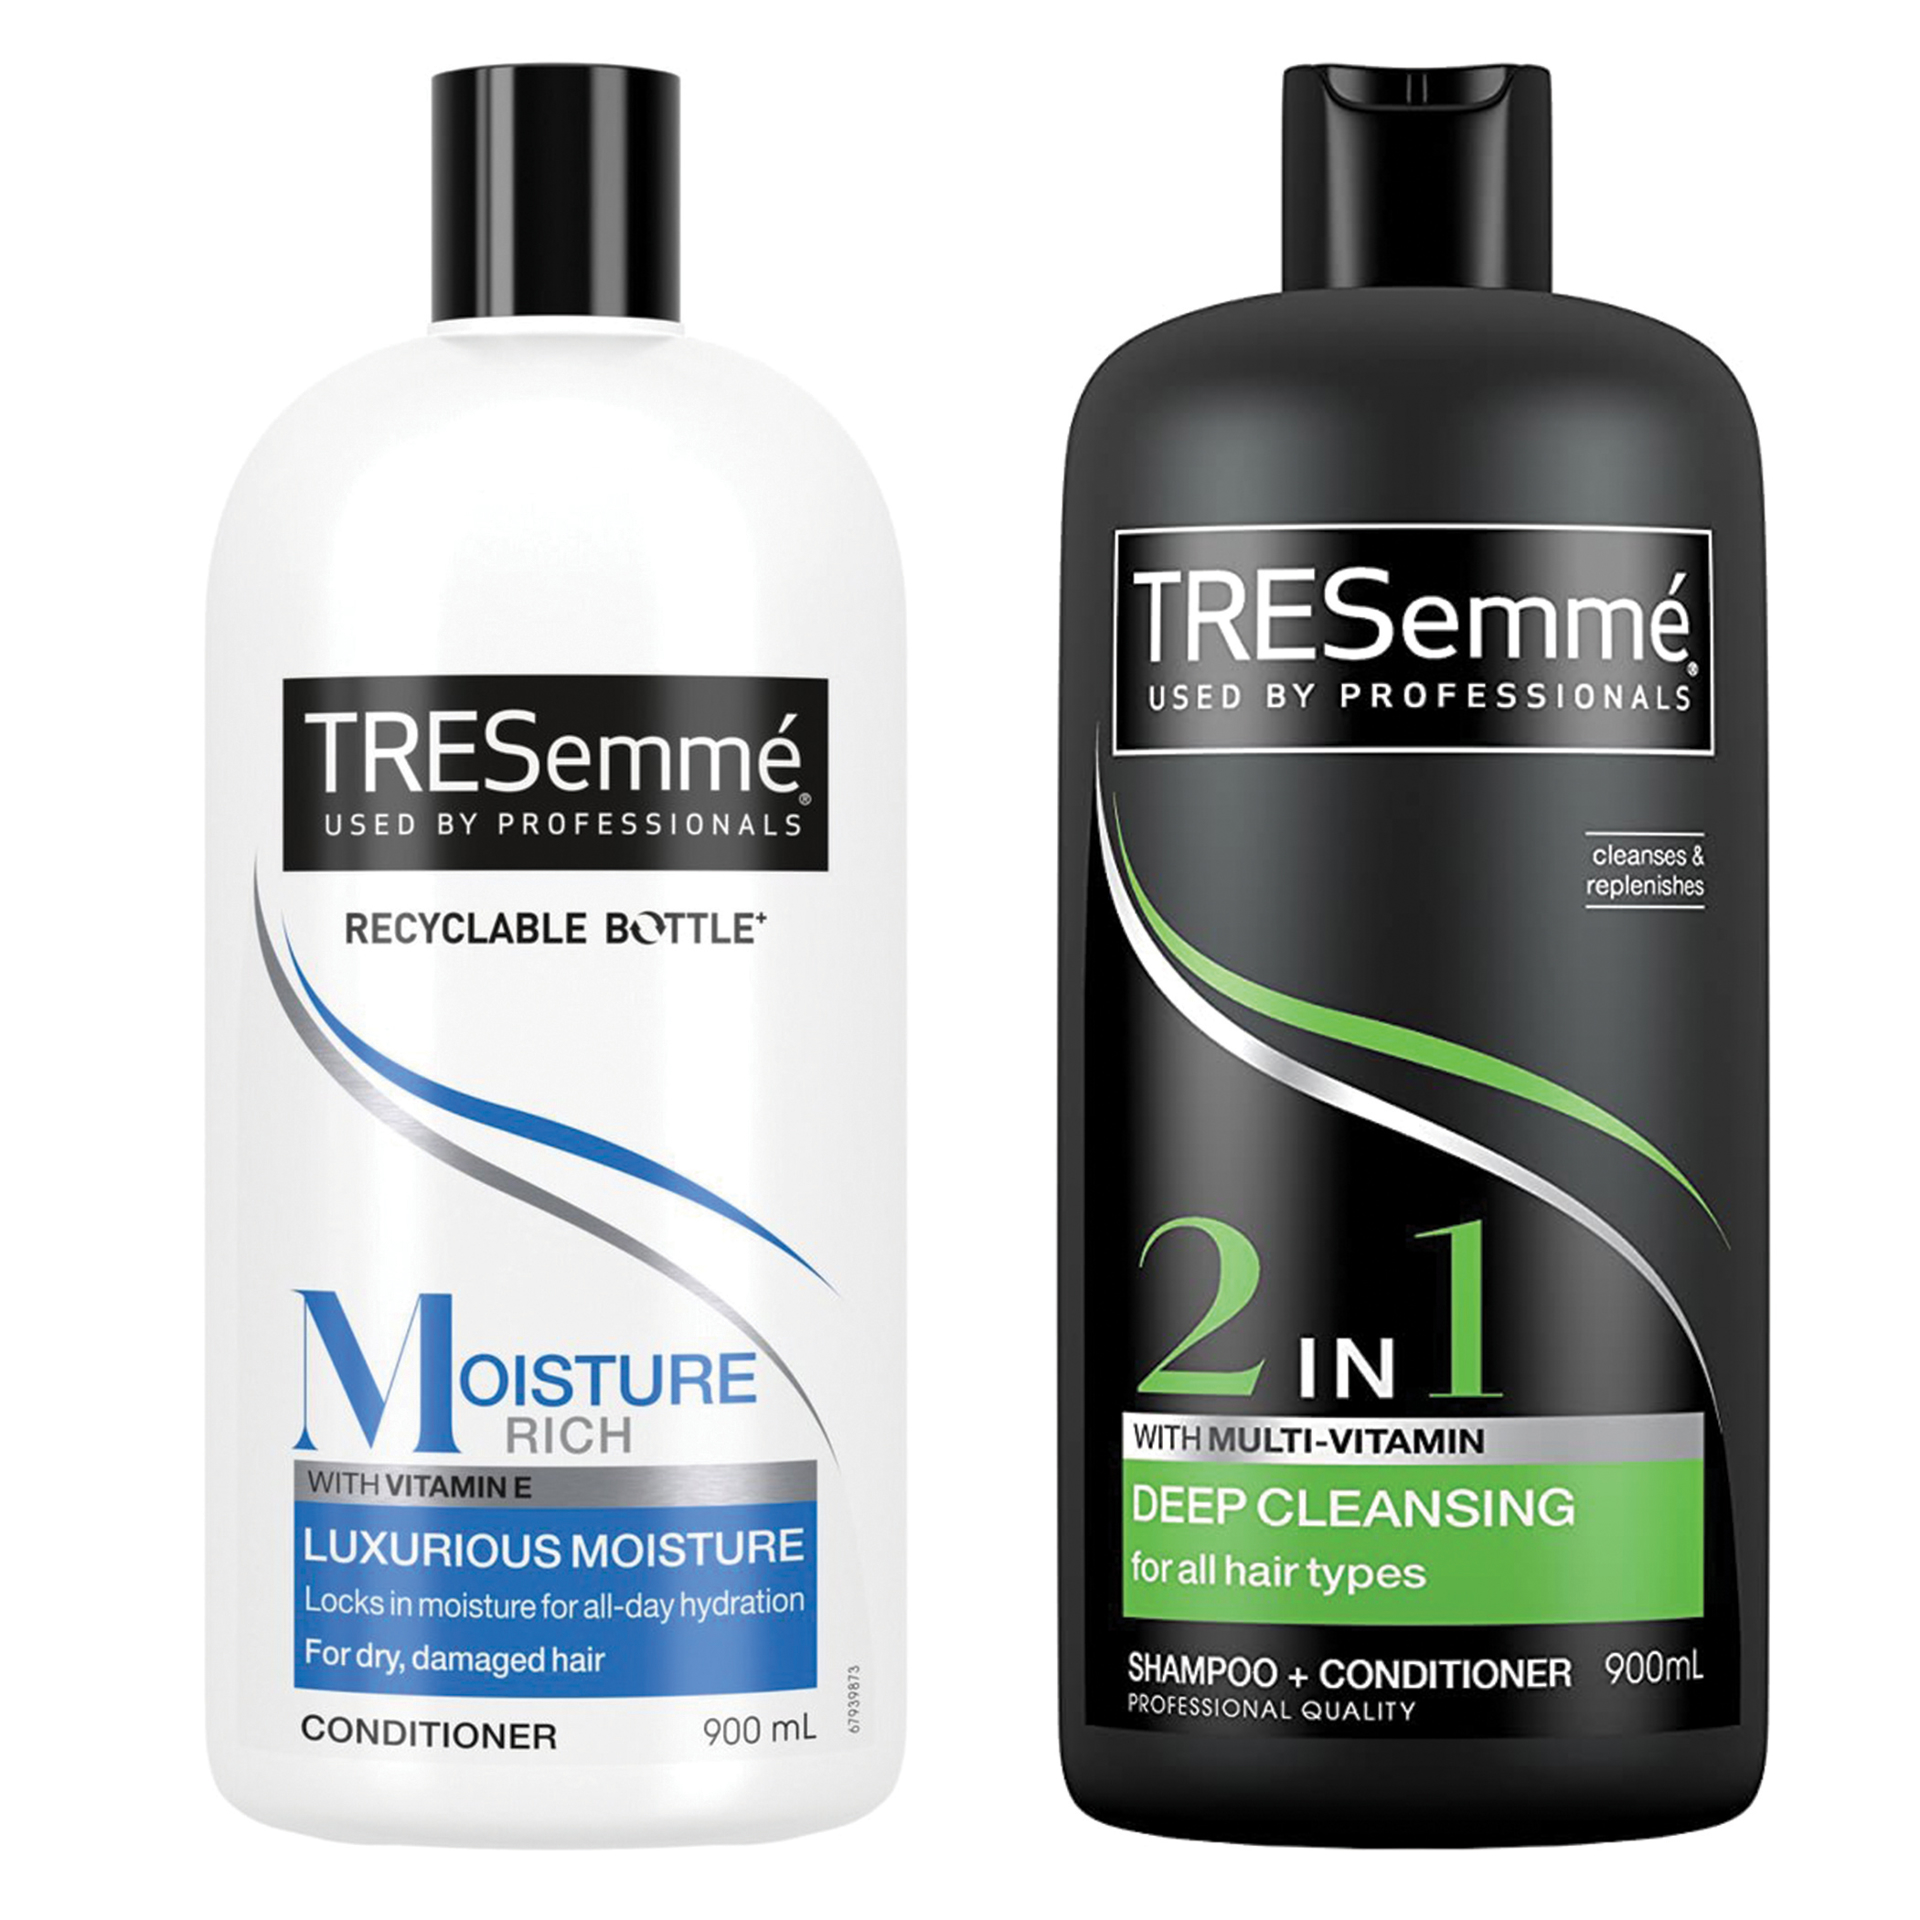 TRESemmé®
USED BY PROFESSIONALS
RECYCLABLE BOTTLE+
MOISTURE
RICH
WITH VITAMIN E
LUXURIOUS MOISTURE
Locks in moisture for all-day hydration
For dry, damaged hair
CONDITIONER 900 mL
67939873
TRESemmé®
USED BY PROFESSIONALS
cleanses &
replenishes
2 IN 1
WITH MULTI-VITAMIN
DEEP CLEANSING
for all hair types
SHAMPOO + CONDITIONER 900mL
PROFESSIONAL QUALITY